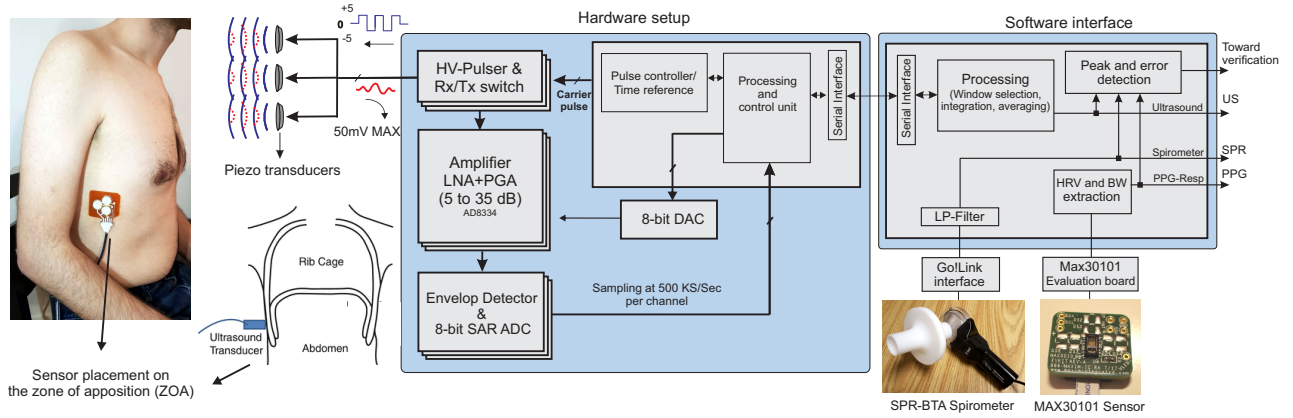 Hardware setup
Software interface
+5
0
-5
HV-Pulser &
Rx/Tx switch
Carrier
pulse
Pulse controller/
Time reference
Processing
and
control unit
Serial Interface
Serial Interface
Processing
(Window selection,
integration, averaging)
Peak and error
detection
Toward
verification
Ultrasound
US
Spirometer
SPR
PPG-Resp
PPG
HRV and BW
extraction
LP-Filter
50mV MAX
Piezo transducers
Amplifier
LNA+PGA
(5 to 35 dB)
AD8334
8-bit DAC
Envelop Detector
&
8-bit SAR ADC
Sampling at 500 KS/Sec
per channel
Go!Link
interface
Max30101
Evaluation board
Rib Cage
Abdomen
Ultrasound
Transducer
Sensor placement on
the zone of apposition (ZOA)
SPR-BTA Spirometer
MAX30101 Sensor